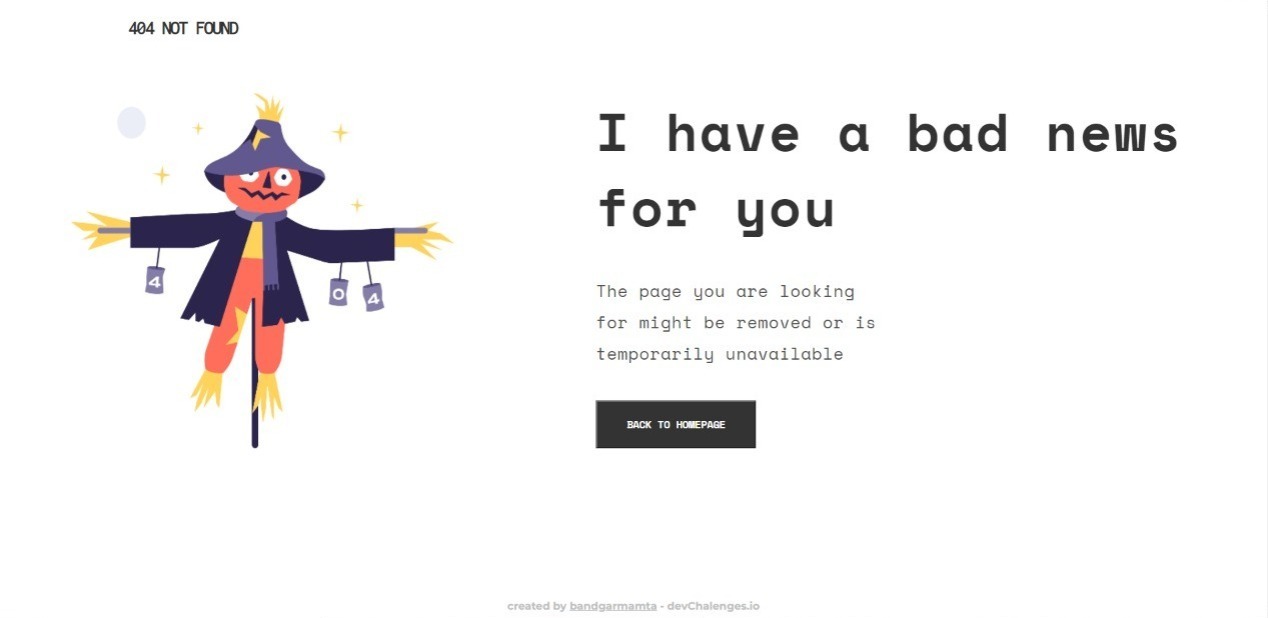 404 NOT FOUND
I have a bad news
for you
4
0
4
The page you are looking
for might be removed or is
temporarily unavailable
BACK TO HOMEPAGE
created by bandgarmamta - devChalenges.io